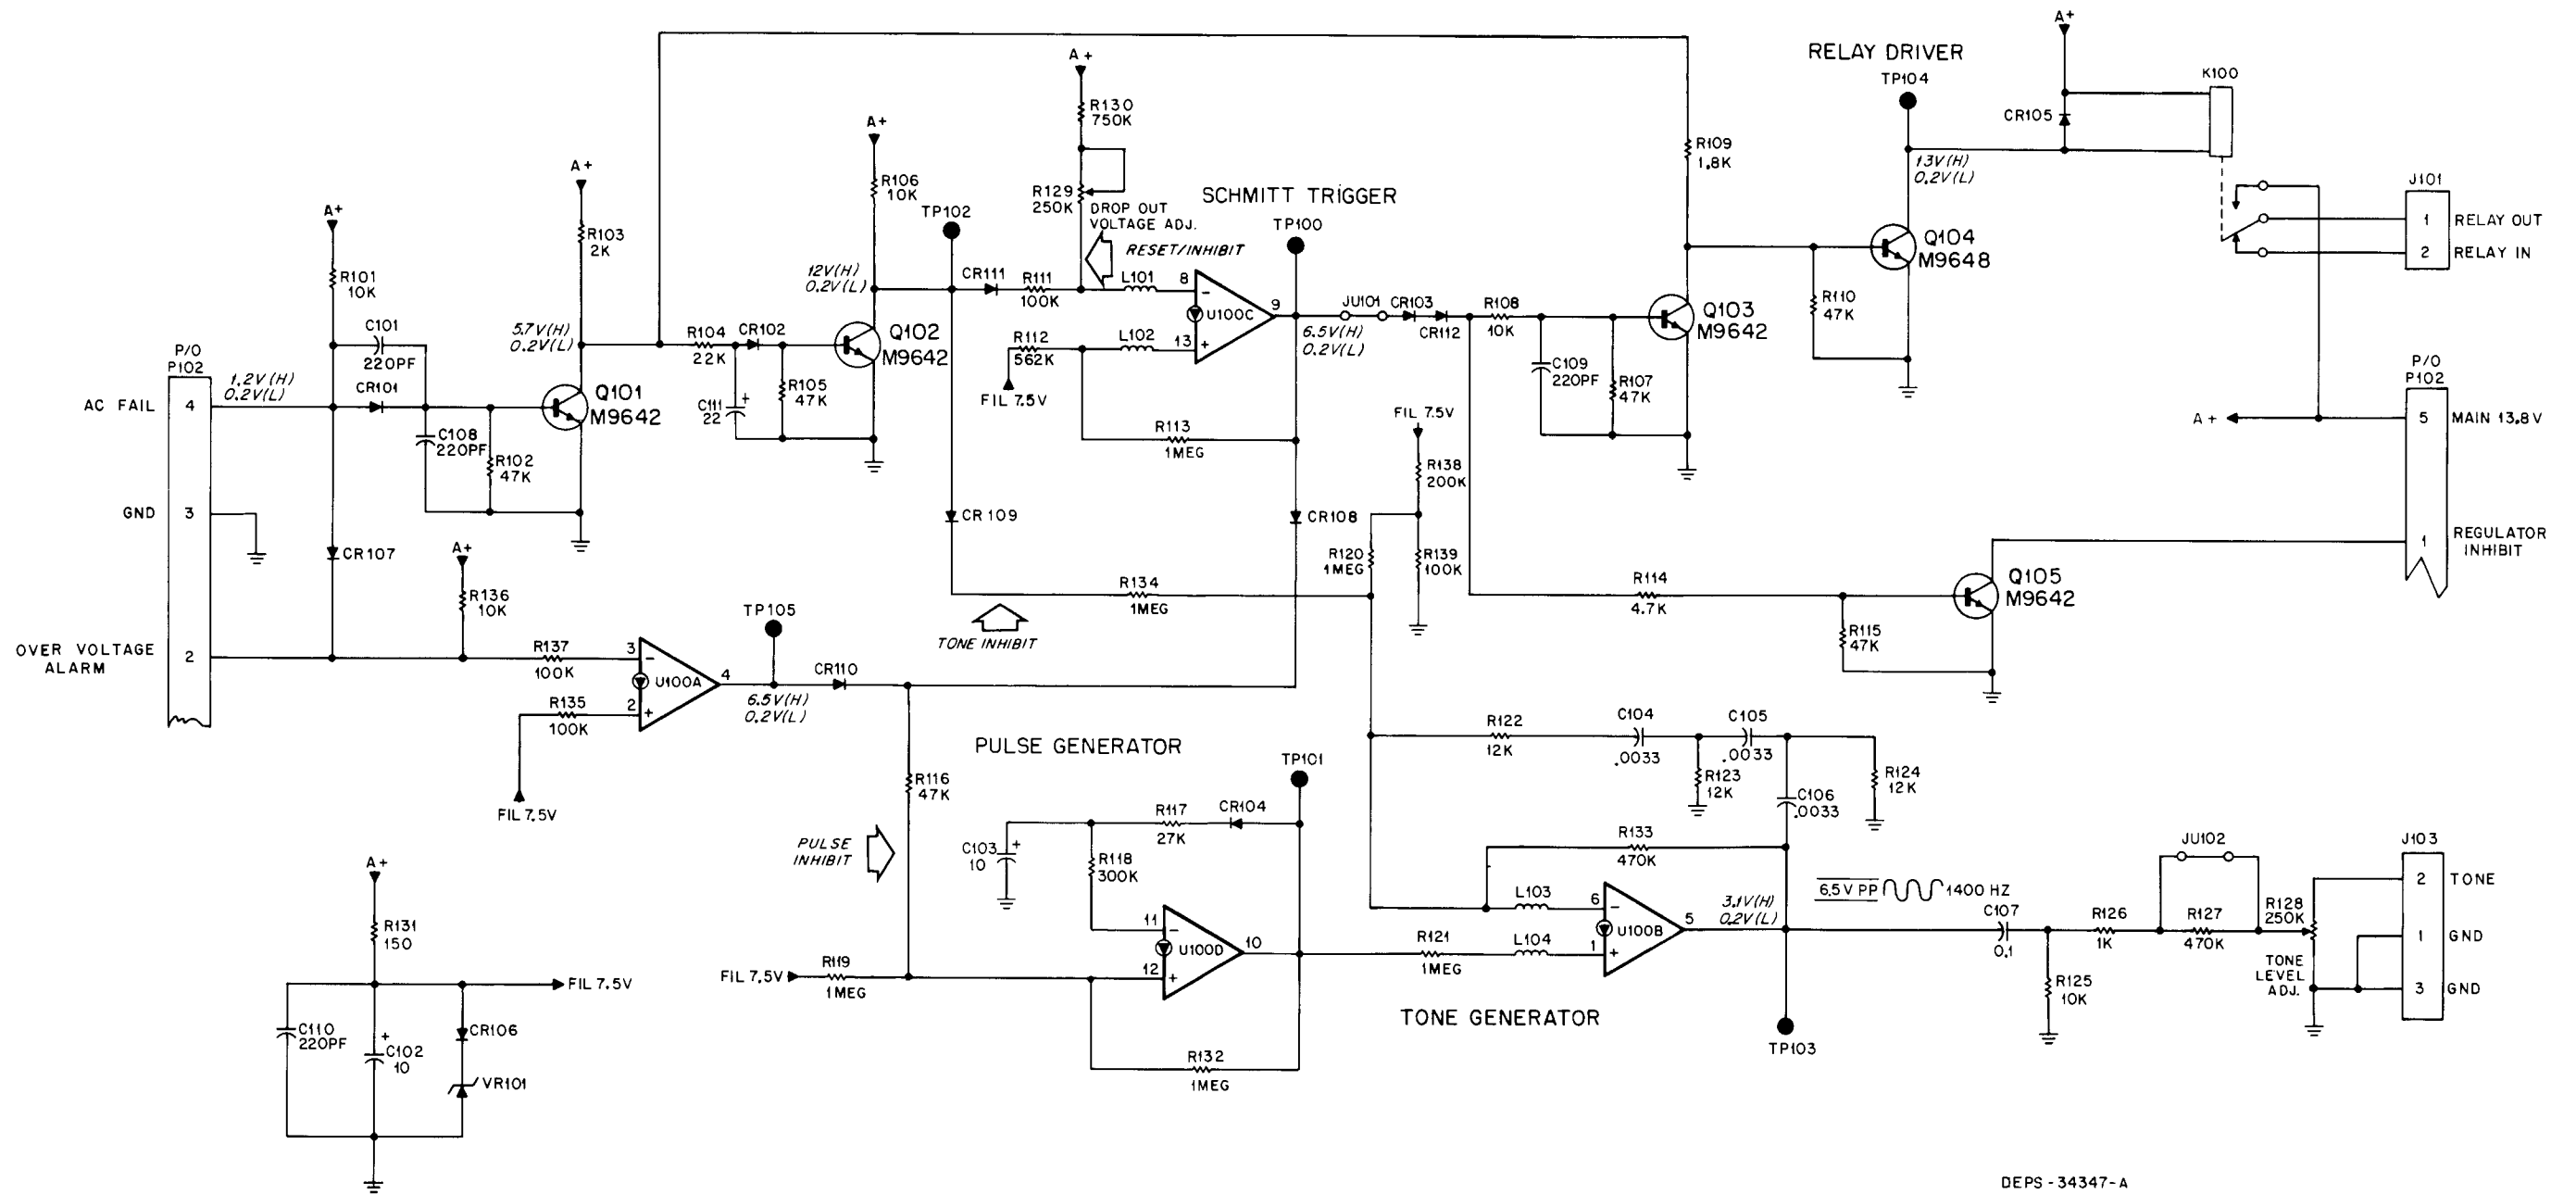 RELAY DRIVER
TP104
A+
K100
CR105
13V(H)
0.2V(L)
J101
1
RELAY OUT
2
RELAY IN
Q104
M9648
R109
1.8K
R110
47K
A+
R130
750K
R129
250K
DROP OUT
VOLTAGE ADJ.
RESET/INHIBIT
SCHMITT TRIGGER
TP100
A+
R106
10K
TP102
12V(H)
0.2V(L)
CR111
R111
100K
L101
8
-
U100C
9
13
+
L102
R112
562K
FIL 7.5V
R113
1MEG
6.5V(H)
0.2V(L)
JU101
CR103
CR112
R108
10K
C109
220PF
R107
47K
Q103
M9642
A+
R103
2K
5.7V(H)
0.2V(L)
R104
22K
CR102
C111
22
+
R105
47K
Q102
M9642
A+
R101
10K
C101
220PF
CR101
C108
220PF
R102
47K
Q101
M9642
P/O
P102
AC FAIL
4
1.2V(H)
0.2V(L)
GND
3
CR107
OVER VOLTAGE
ALARM
2
A+
R136
10K
R137
100K
R135
100K
FIL 7.5V
3
-
U100A
4
2
+
TP105
6.5V(H)
0.2V(L)
CR110
CR109
CR108
TONE INHIBIT
R134
1MEG
FIL 7.5V
R138
200K
R120
1MEG
R139
100K
R114
4.7K
R115
47K
Q105
M9642
P/O
P102
A+
5
MAIN 13.8V
1
REGULATOR
INHIBIT
PULSE GENERATOR
R116
47K
PULSE
INHIBIT
TP101
C103
10
+
R117
27K
CR104
R118
300K
11
-
U100D
10
12
+
FIL 7.5V
R119
1MEG
R132
1MEG
R121
1MEG
L104
L103
6
-
U100B
5
1
+
TONE GENERATOR
R122
12K
C104
.0033
R123
12K
C105
.0033
C106
.0033
R124
12K
R133
470K
3.1V(H)
0.2V(L)
TP103
6.5V PP
1400 HZ
C107
0.1
R125
10K
R126
1K
JU102
R127
470K
R128
250K
TONE
LEVEL
ADJ.
J103
2
TONE
1
GND
3
GND
A+
R131
150
FIL 7.5V
C110
220PF
+
C102
10
CR106
VR101
DEPS-34347-A